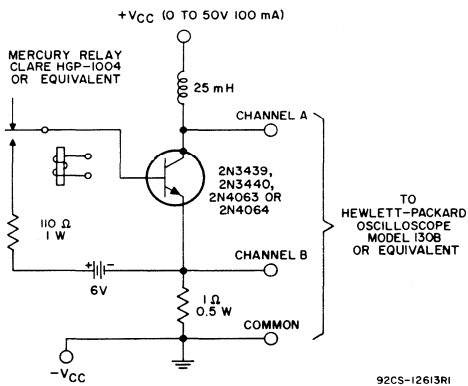 +VCC (0 TO 50V 100 mA)
MERCURY RELAY
CLARE HGP-1004
OR EQUIVALENT
25 mH
CHANNEL A
2N3439,
2N3440,
2N4063 OR
2N4064
TO
HEWLETT-PACKARD
OSCILLOSCOPE
MODEL 130B
OR EQUIVALENT
110 Ω
1 W
+ -
6V
CHANNEL B
1 Ω
0.5 W
COMMON
-VCC
92CS-12613R1